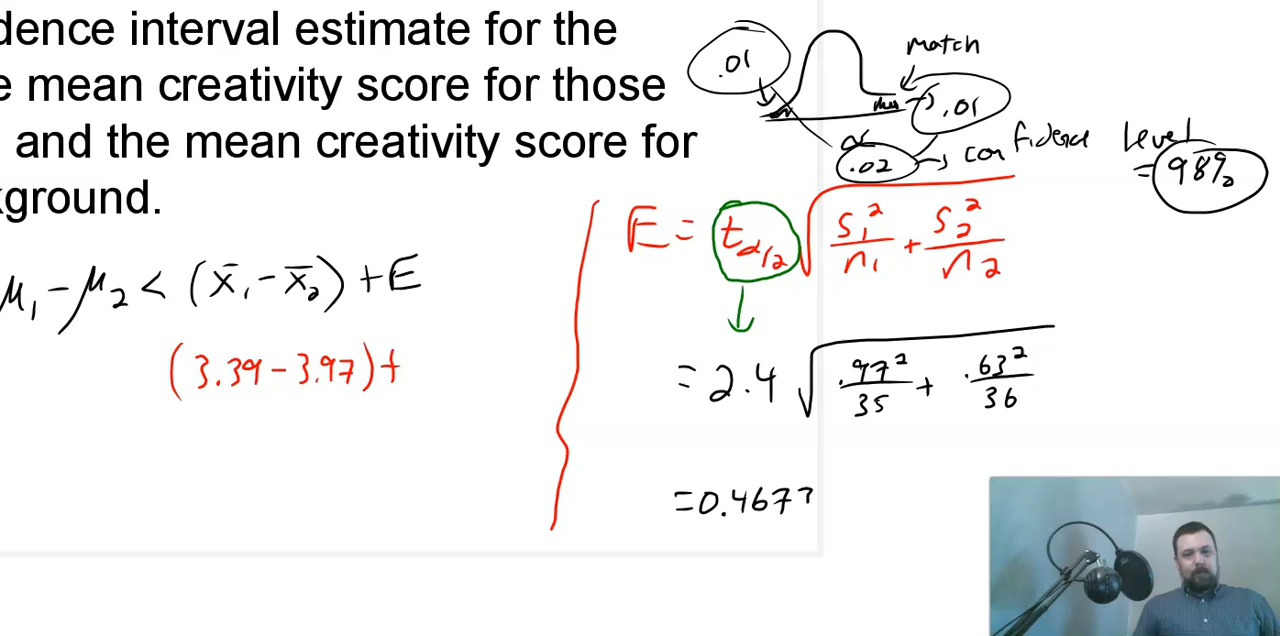 dence interval estimate for the
e mean creativity score for those
and the mean creativity score for
kground.
.01
match
.01
α
.02 → confidence level = 98%
E = t_{α/2} √(s₁²/n₁ + s₂²/n₂)
μ₁ - μ₂ < (x̄₁ - x̄₂) + E
(3.39 - 3.97) +
= 2.4 √(.97²/35 + .63²/36)
= 0.4677